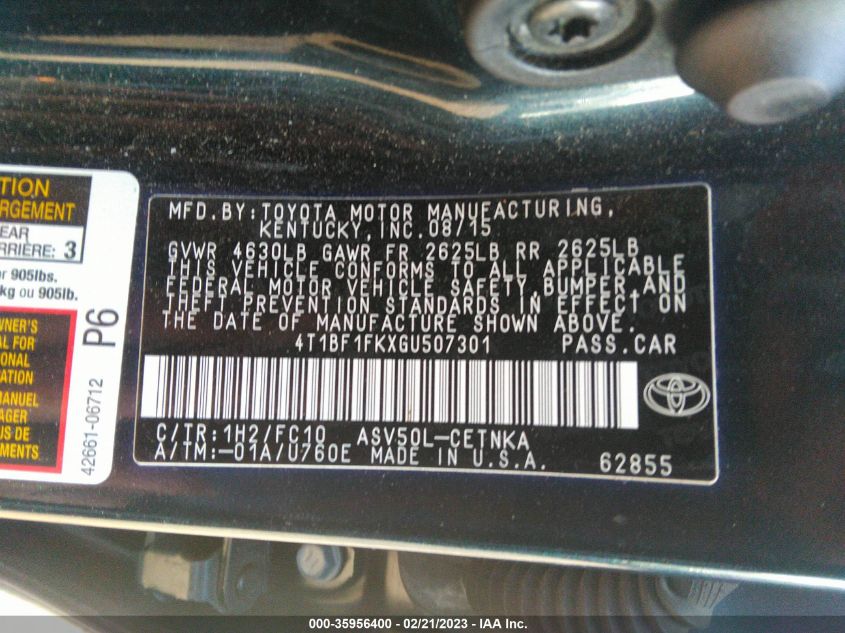 TION
RGEMENT
EAR
ARRIÈRE: 3
r 905lbs.
kg ou 905lb.
WNER'S
FOR
ONAL
ATION
MANUEL
AGER
US DE
MENTS
P6
42661-06712
MFD. BY: TOYOTA MOTOR MANUFACTURING,
KENTUCKY, INC. 08/15
GVWR 4630LB GAWR FR 2625LB RR 2625LB
THIS VEHICLE CONFORMS TO ALL APPLICABLE
FEDERAL MOTOR VEHICLE SAFETY, BUMPER, AND
THEFT PREVENTION STANDARDS IN EFFECT ON
THE DATE OF MANUFACTURE SHOWN ABOVE.
4T1BF1FKXGU507301 PASS. CAR
C/TR: 1H2/FC10 ASV50L-CETNKA
A/TM: -01A/U760E MADE IN U.S.A. 62855
000-35956400 - 02/21/2023 - IAA Inc.